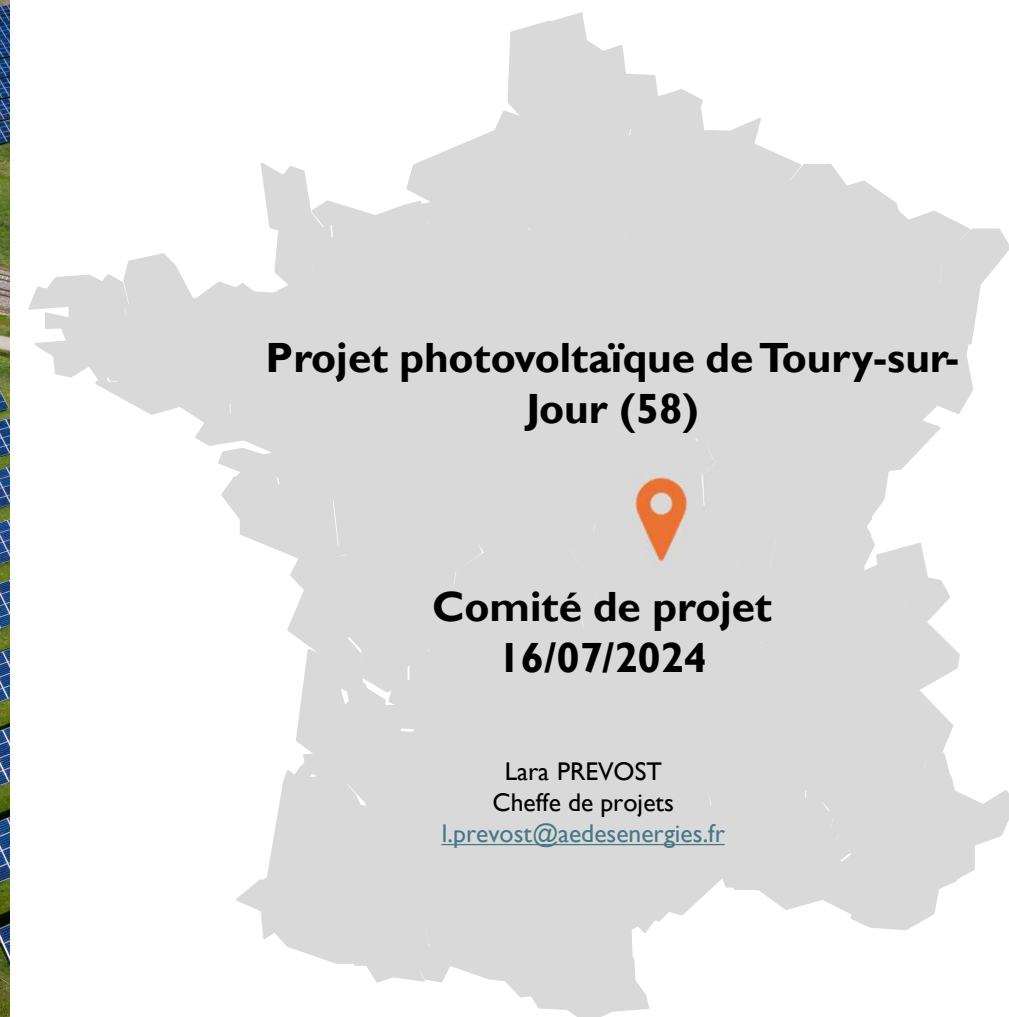 Projet photovoltaïque de Toury-sur-
Jour (58)
Comité de projet
16/07/2024
Lara PREVOST
Cheffe de projets
l.prevost@aedesenergies.fr